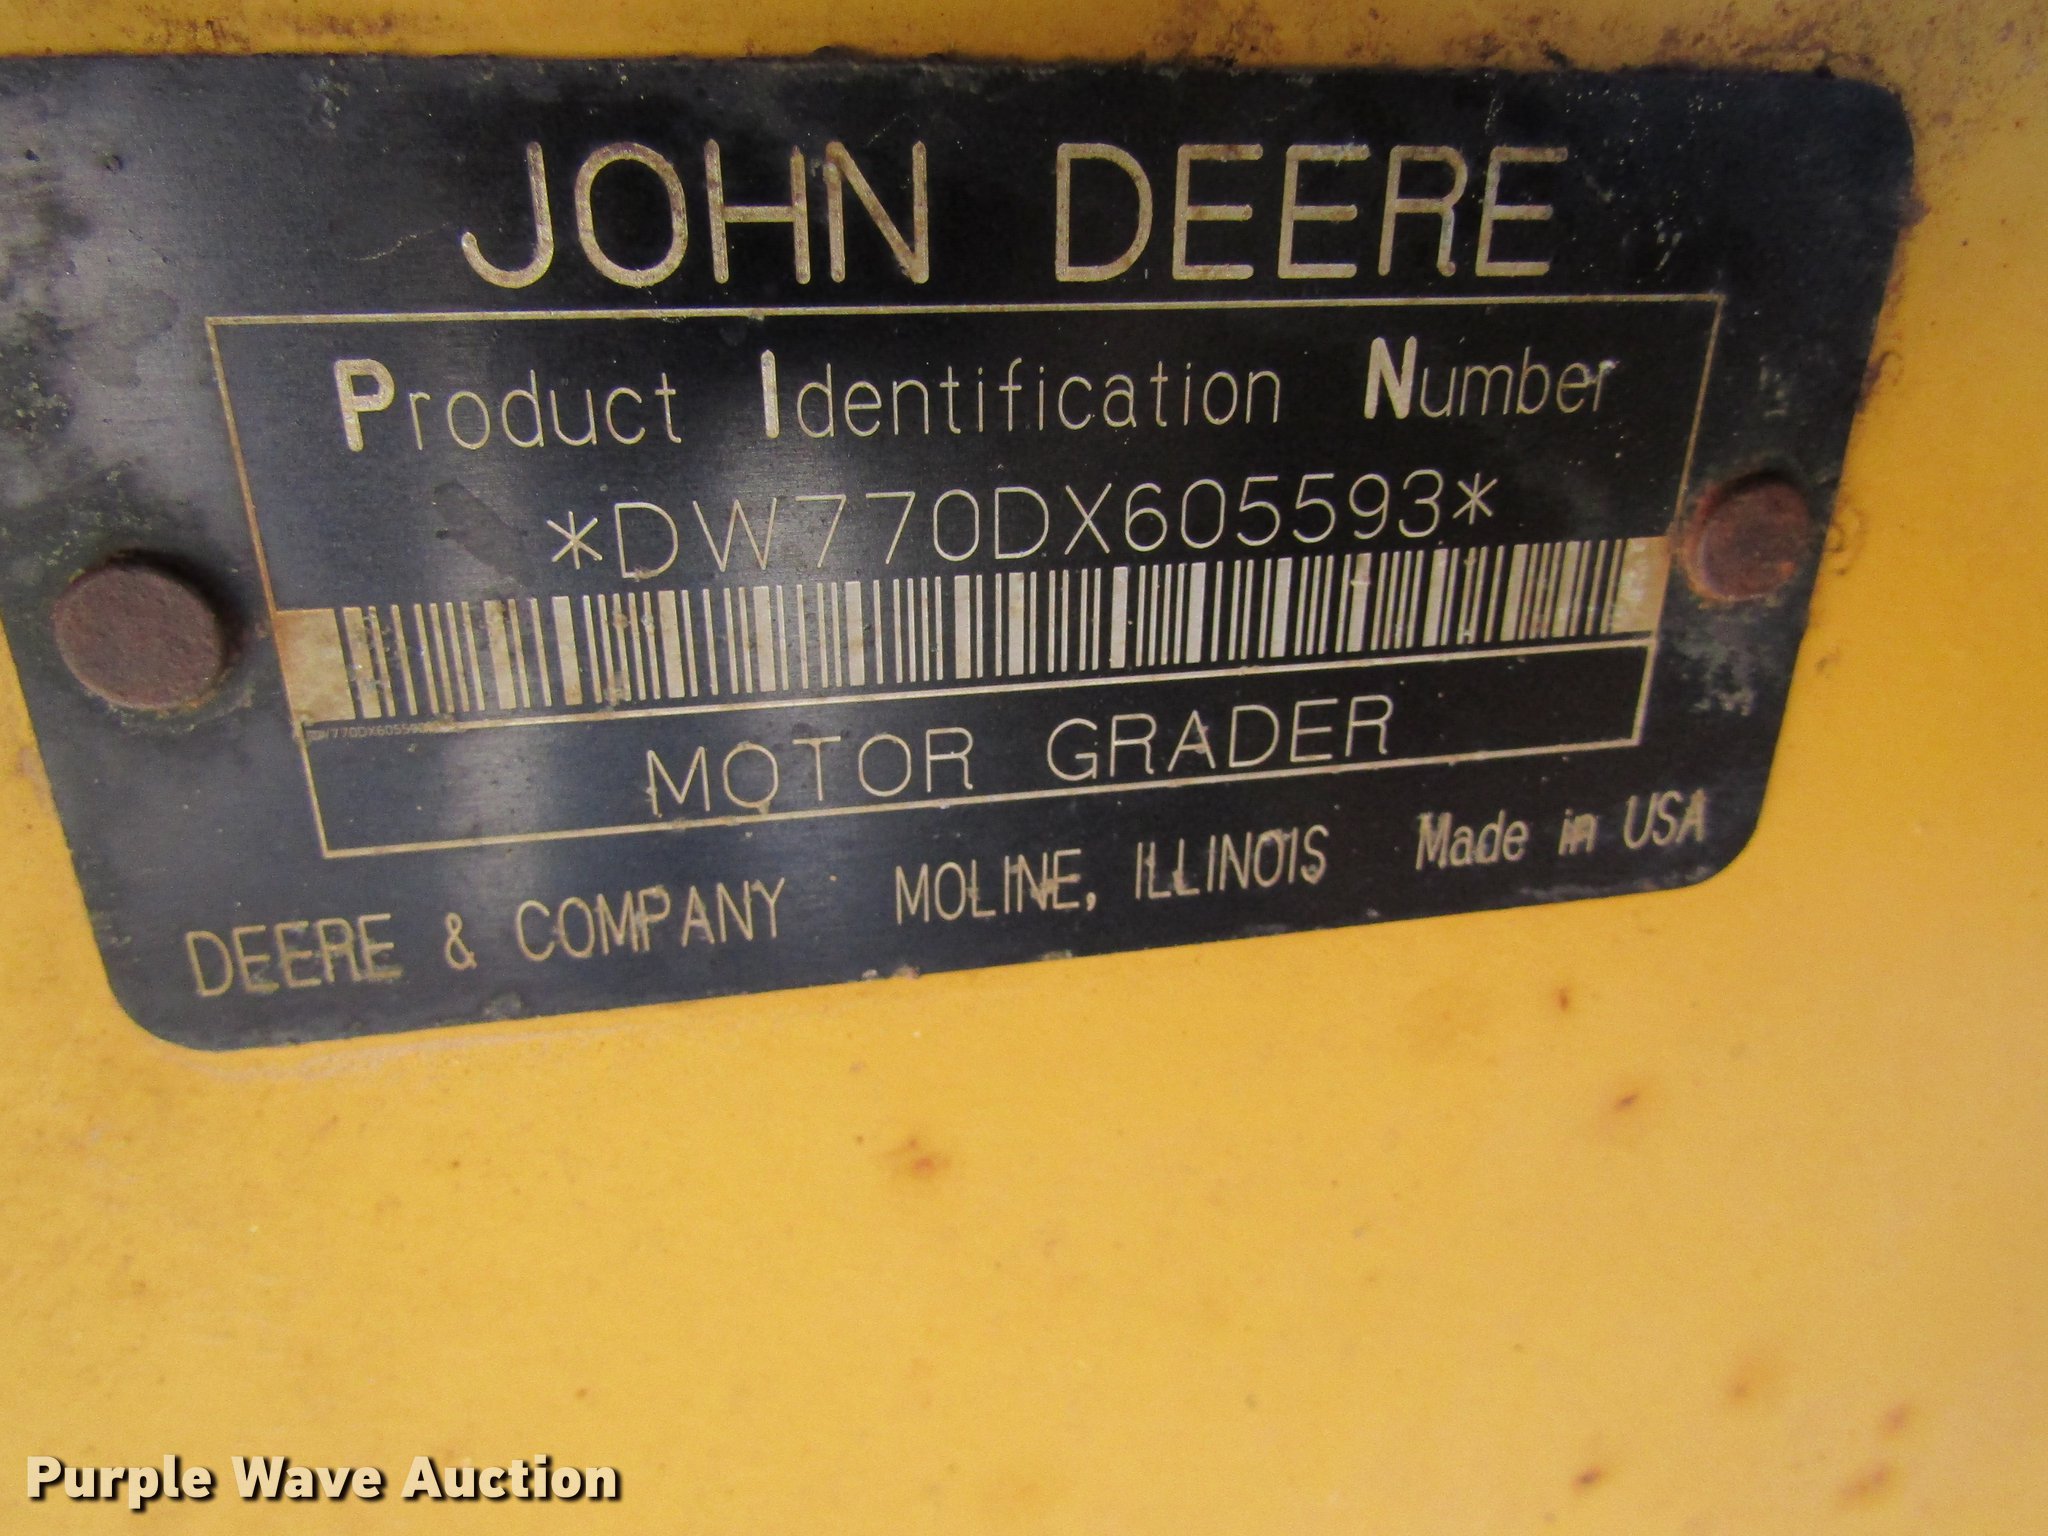 JOHN DEERE
Product Identification Number
*DW770DX605593*
MOTOR GRADER
DEERE & COMPANY MOLINE, ILLINOIS Made in USA
Purple Wave Auction